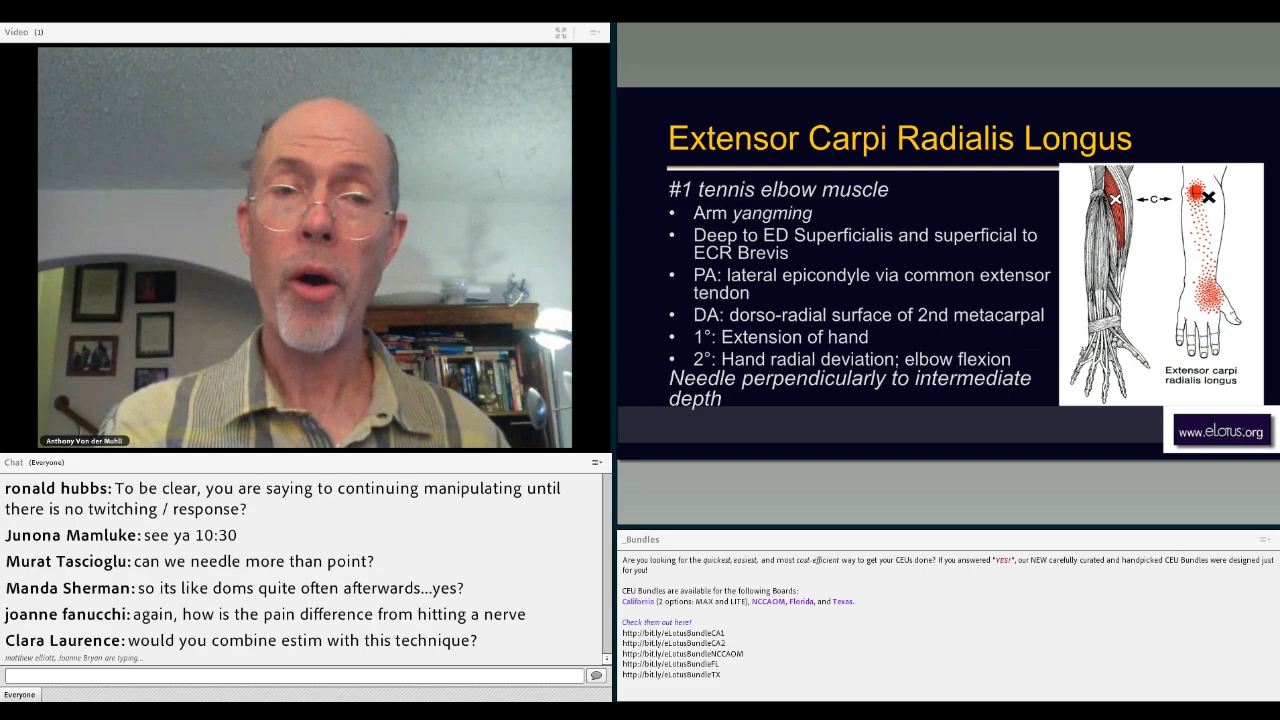 Video (1)
Anthony Von der Muhll
Chat (Everyone)
ronald hubbs: To be clear, you are saying to continuing manipulating until
there is no twitching / response?
Junona Mamluke: see ya 10:30
Murat Tascioglu: can we needle more than point?
Manda Sherman: so its like doms quite often afterwards...yes?
joanne fanucchi: again, how is the pain difference from hitting a nerve
Clara Laurence: would you combine estim with this technique?
matthew elliott, Joanne Bryan are typing...
Everyone
Extensor Carpi Radialis Longus
#1 tennis elbow muscle
• Arm yangming
• Deep to ED Superficialis and superficial to
ECR Brevis
• PA: lateral epicondyle via common extensor
tendon
• DA: dorso-radial surface of 2nd metacarpal
• 1°: Extension of hand
• 2°: Hand radial deviation; elbow flexion
Needle perpendicularly to intermediate
depth
C
Extensor carpi
radialis longus
www.eLotus.org
_Bundles
Are you looking for the quickest, easiest, and most cost-efficient way to get your CEUs done? If you answered "YES!", our NEW carefully curated and handpicked CEU Bundles were designed just
for you!
CEU Bundles are available for the following Boards:
California (2 options: MAX and LITE), NCCAOM, Florida, and Texas.
Check them out here!
http://bit.ly/eLotusBundleCA1
http://bit.ly/eLotusBundleCA2
http://bit.ly/eLotusBundleNCCAOM
http://bit.ly/eLotusBundleFL
http://bit.ly/eLotusBundleTX